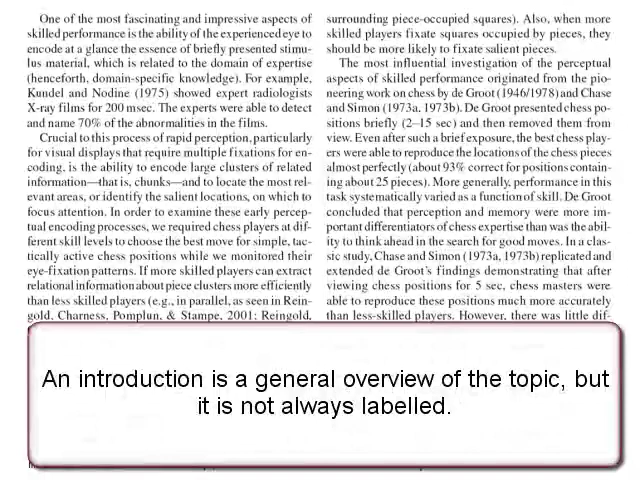 One of the most fascinating and impressive aspects of
skilled performance is the ability of the experienced eye to
encode at a glance the essence of briefly presented stimu-
lus material, which is related to the domain of expertise
(henceforth, domain-specific knowledge). For example,
Kundel and Nodine (1975) showed expert radiologists
X-ray films for 200 msec. The experts were able to detect
and name 70% of the abnormalities in the films.
Crucial to this process of rapid perception, particularly
for visual displays that require multiple fixations for en-
coding, is the ability to encode large clusters of related
information—that is, chunks—and to locate the most rel-
evant areas, or identify the salient locations, on which to
focus attention. In order to examine these early percep-
tual encoding processes, we required chess players at dif-
ferent skill levels to choose the best move for simple, tac-
tically active chess positions while we monitored their
eye-fixation patterns. If more skilled players can extract
relational information about piece clusters more efficiently
than less skilled players (e.g., in parallel, as seen in Rein-
gold, Charness, Pomplun, & Stampe, 2001; Reingold,
surrounding piece-occupied squares). Also, when more
skilled players fixate squares occupied by pieces, they
should be more likely to fixate salient pieces.
The most influential investigation of the perceptual
aspects of skilled performance originated from the pio-
neering work on chess by de Groot (1946/1978) and Chase
and Simon (1973a, 1973b). De Groot presented chess po-
sitions briefly (2–15 sec) and then removed them from
view. Even after such a brief exposure, the best chess play-
ers were able to reproduce the locations of the chess pieces
almost perfectly (about 93% correct for positions contain-
ing about 25 pieces). More generally, performance in this
task systematically varied as a function of skill. De Groot
concluded that perception and memory were more im-
portant differentiators of chess expertise than was the abil-
ity to think ahead in the search for good moves. In a clas-
sic study, Chase and Simon (1973a, 1973b) replicated and
extended de Groot's findings demonstrating that after
viewing chess positions for 5 sec, chess masters were
able to reproduce these positions much more accurately
than less-skilled players. However, there was little dif-
An introduction is a general overview of the topic, but
it is not always labelled.